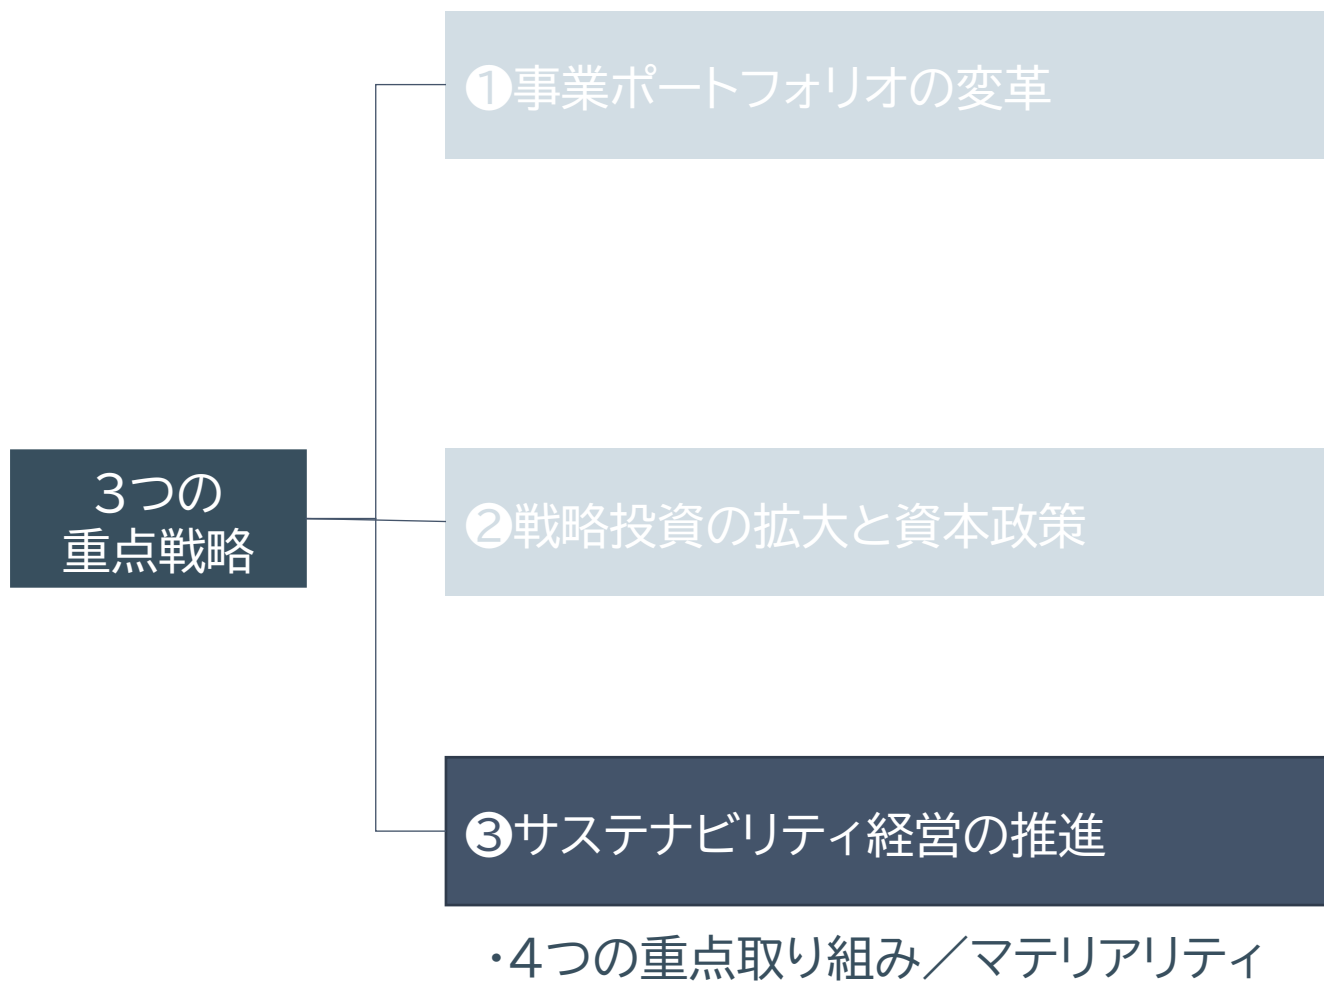 ❶事業ポートフォリオの変革
3つの
重点戦略
❷戦略投資の拡大と資本政策
❸サステナビリティ経営の推進
・4つの重点取り組み／マテリアリティ